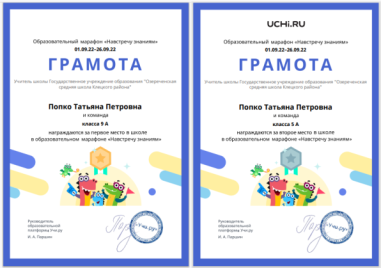 Образовательный марафон «Навстречу знаниям»
01.09.22-26.09.22
ГРАМОТА
Учитель школы Государственное учреждение образования "Озереченская
средняя школа Клецкого района"
Попко Татьяна Петровна
и команда
класса 9 А
награждаются за первое место в школе
в образовательном марафоне «Навстречу знаниям»
Руководитель
образовательной
платформы Учи.ру
И. А. Паршин
UCHi.RU
Образовательный марафон «Навстречу знаниям»
01.09.22-26.09.22
ГРАМОТА
Учитель школы Государственное учреждение образования "Озереченская
средняя школа Клецкого района"
Попко Татьяна Петровна
и команда
класса 5 А
награждаются за второе место в школе
в образовательном марафоне «Навстречу знаниям»
Руководитель
образовательной
платформы Учи.ру
И. А. Паршин